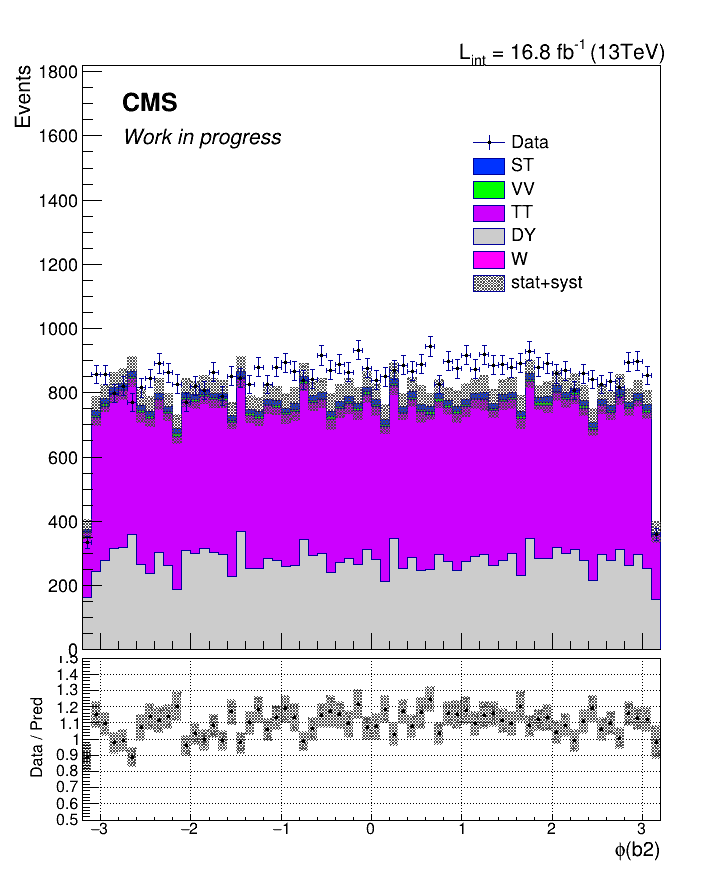 L_int = 16.8 fb^-1 (13TeV)
Events
1800
1600
1400
1200
1000
800
600
400
200
0
CMS
Work in progress
Data
ST
VV
TT
DY
W
stat+syst
Data / Pred
1.5
1.4
1.3
1.2
1.1
1
0.9
0.8
0.7
0.6
0.5
−3 −2 −1 0 1 2 3
ϕ(b2)